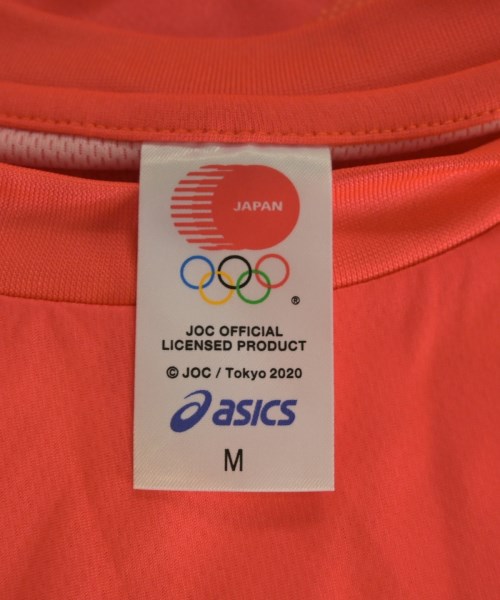 JAPAN
®
JOC OFFICIAL
LICENSED PRODUCT
© JOC / Tokyo 2020
asics
M